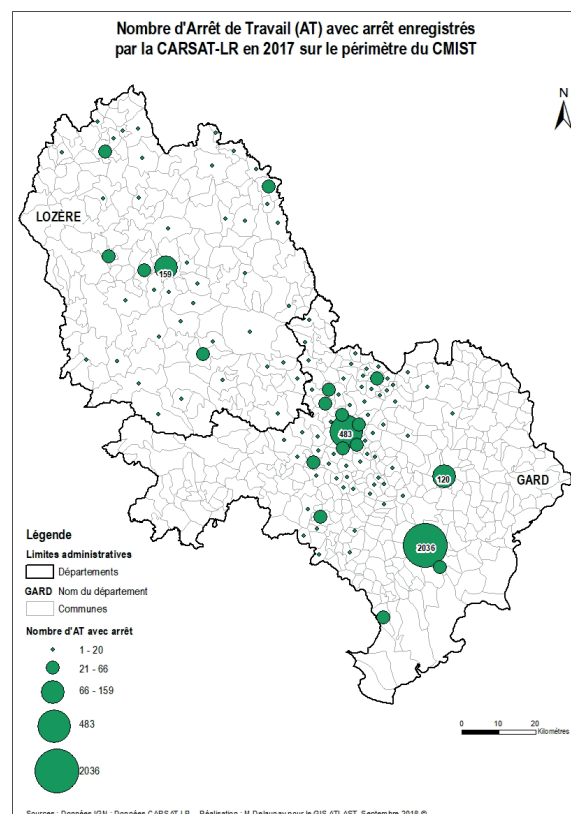 Nombre d'Arrêt de Travail (AT) avec arrêt enregistrés
par la CARSAT-LR en 2017 sur le périmètre du CMIST
N
LOZÈRE
159
483
120
GARD
2036
Légende
Limites administratives
Départements
GARD Nom du département
Communes
Nombre d'AT avec arrêt
1 - 20
21 - 66
66 - 159
483
2036
0 10 20
Kilomètres
Sources : Données IGN ; Données CARSAT LR Réalisation : M.Delaunay pour le GIS ATLAST, Septembre 2018 ©